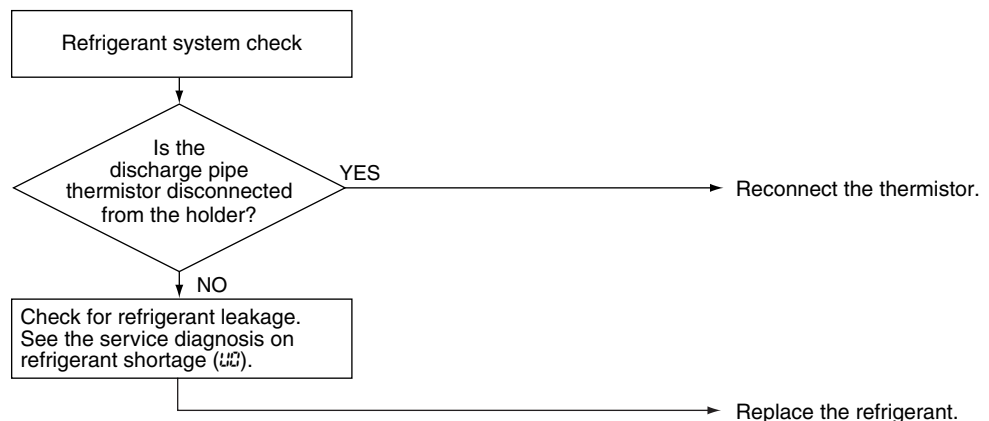 Refrigerant system check
Is the
discharge pipe
thermistor disconnected
from the holder?
YES
Reconnect the thermistor.
NO
Check for refrigerant leakage.
See the service diagnosis on
refrigerant shortage (U0).
Replace the refrigerant.